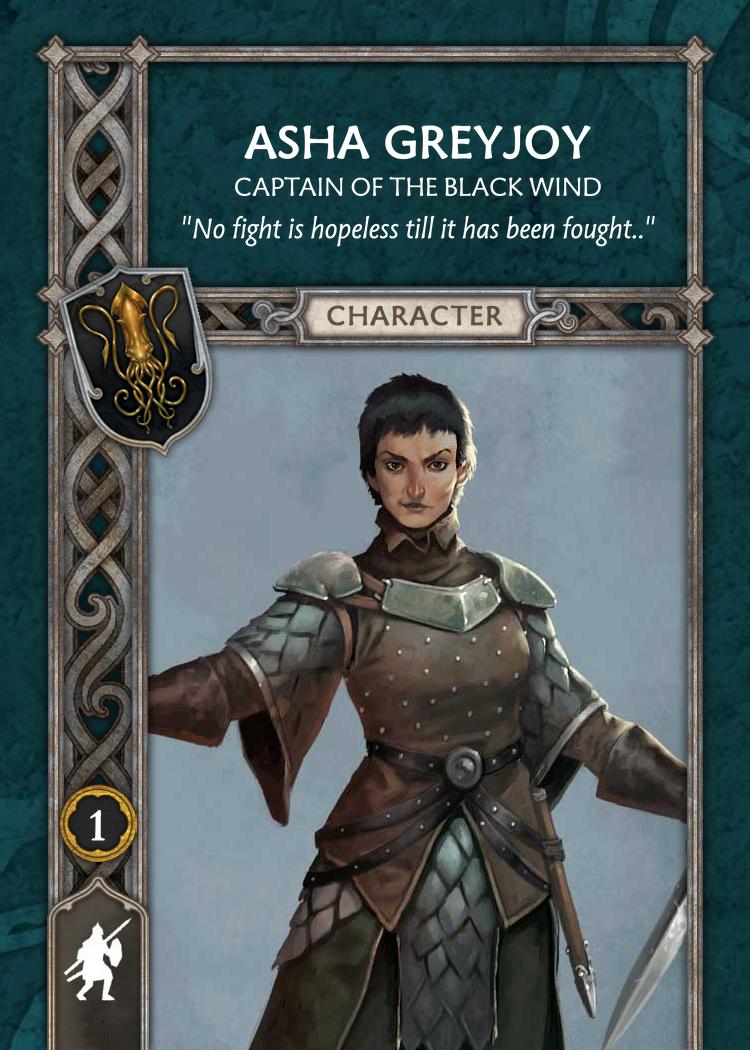 ASHA GREYJOY
CAPTAIN OF THE BLACK WIND
"No fight is hopeless till it has been fought.."
CHARACTER
1